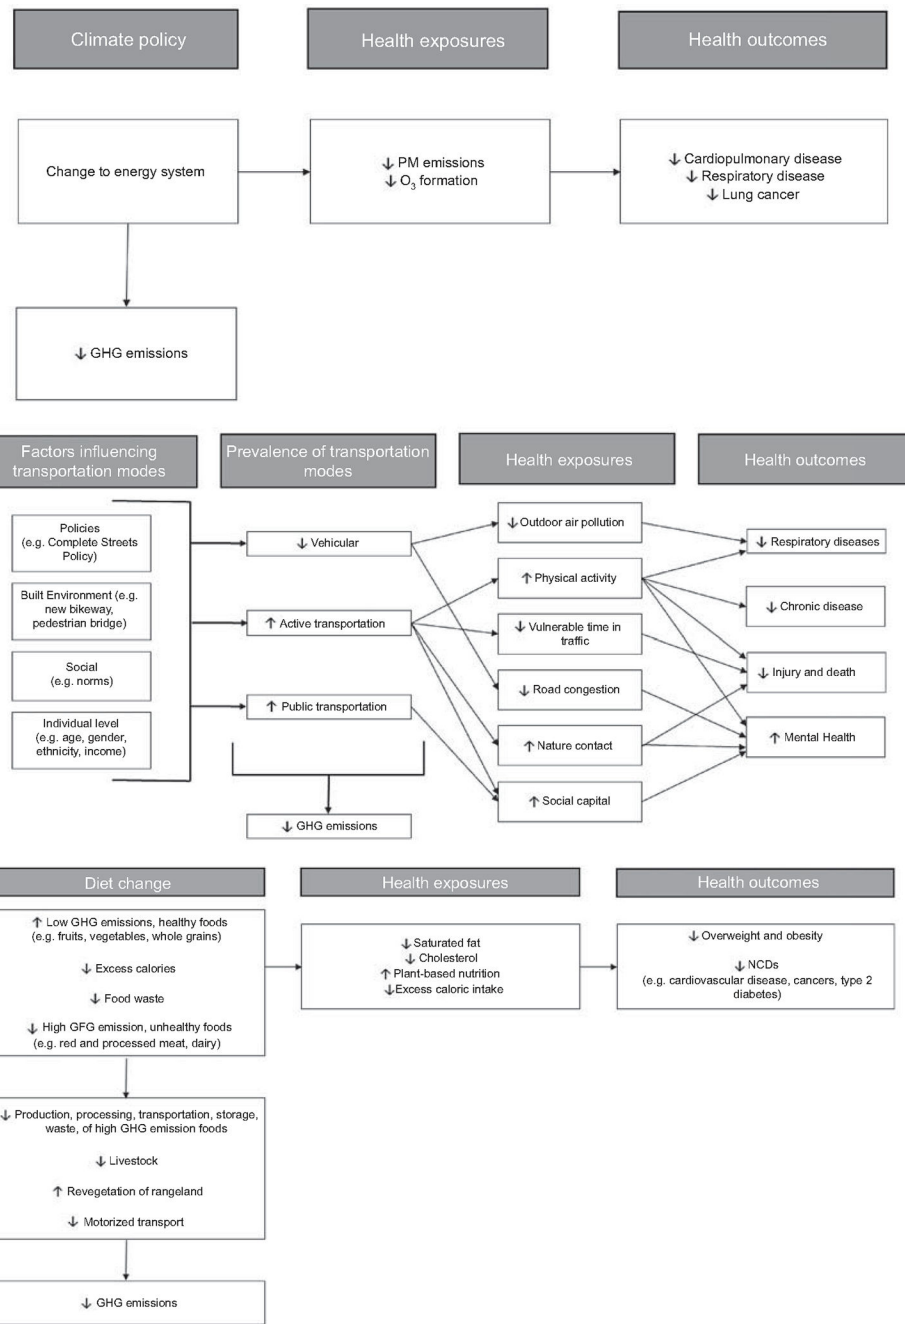 Climate policy
Health exposures
Health outcomes
Change to energy system
↓ PM emissions
↓ O₃ formation
↓ Cardiopulmonary disease
↓ Respiratory disease
↓ Lung cancer
↓ GHG emissions
Factors influencing
transportation modes
Prevalence of transportation
modes
Health exposures
Health outcomes
Policies
(e.g. Complete Streets
Policy)
Built Environment (e.g.
new bikeway,
pedestrian bridge)
Social
(e.g. norms)
Individual level
(e.g. age, gender,
ethnicity, income)
↓ Vehicular
↑ Active transportation
↑ Public transportation
↓ GHG emissions
↓ Outdoor air pollution
↑ Physical activity
↓ Vulnerable time in
traffic
↓ Road congestion
↑ Nature contact
↑ Social capital
↓ Respiratory diseases
↓ Chronic disease
↓ Injury and death
↑ Mental Health
Diet change
Health exposures
Health outcomes
↑ Low GHG emissions, healthy foods
(e.g. fruits, vegetables, whole grains)
↓ Excess calories
↓ Food waste
↓ High GFG emission, unhealthy foods
(e.g. red and processed meat, dairy)
↓ Saturated fat
↓ Cholesterol
↑ Plant-based nutrition
↓ Excess caloric intake
↓ Overweight and obesity
↓ NCDs
(e.g. cardiovascular disease, cancers, type 2
diabetes)
↓ Production, processing, transportation, storage,
waste, of high GHG emission foods
↓ Livestock
↑ Revegetation of rangeland
↓ Motorized transport
↓ GHG emissions